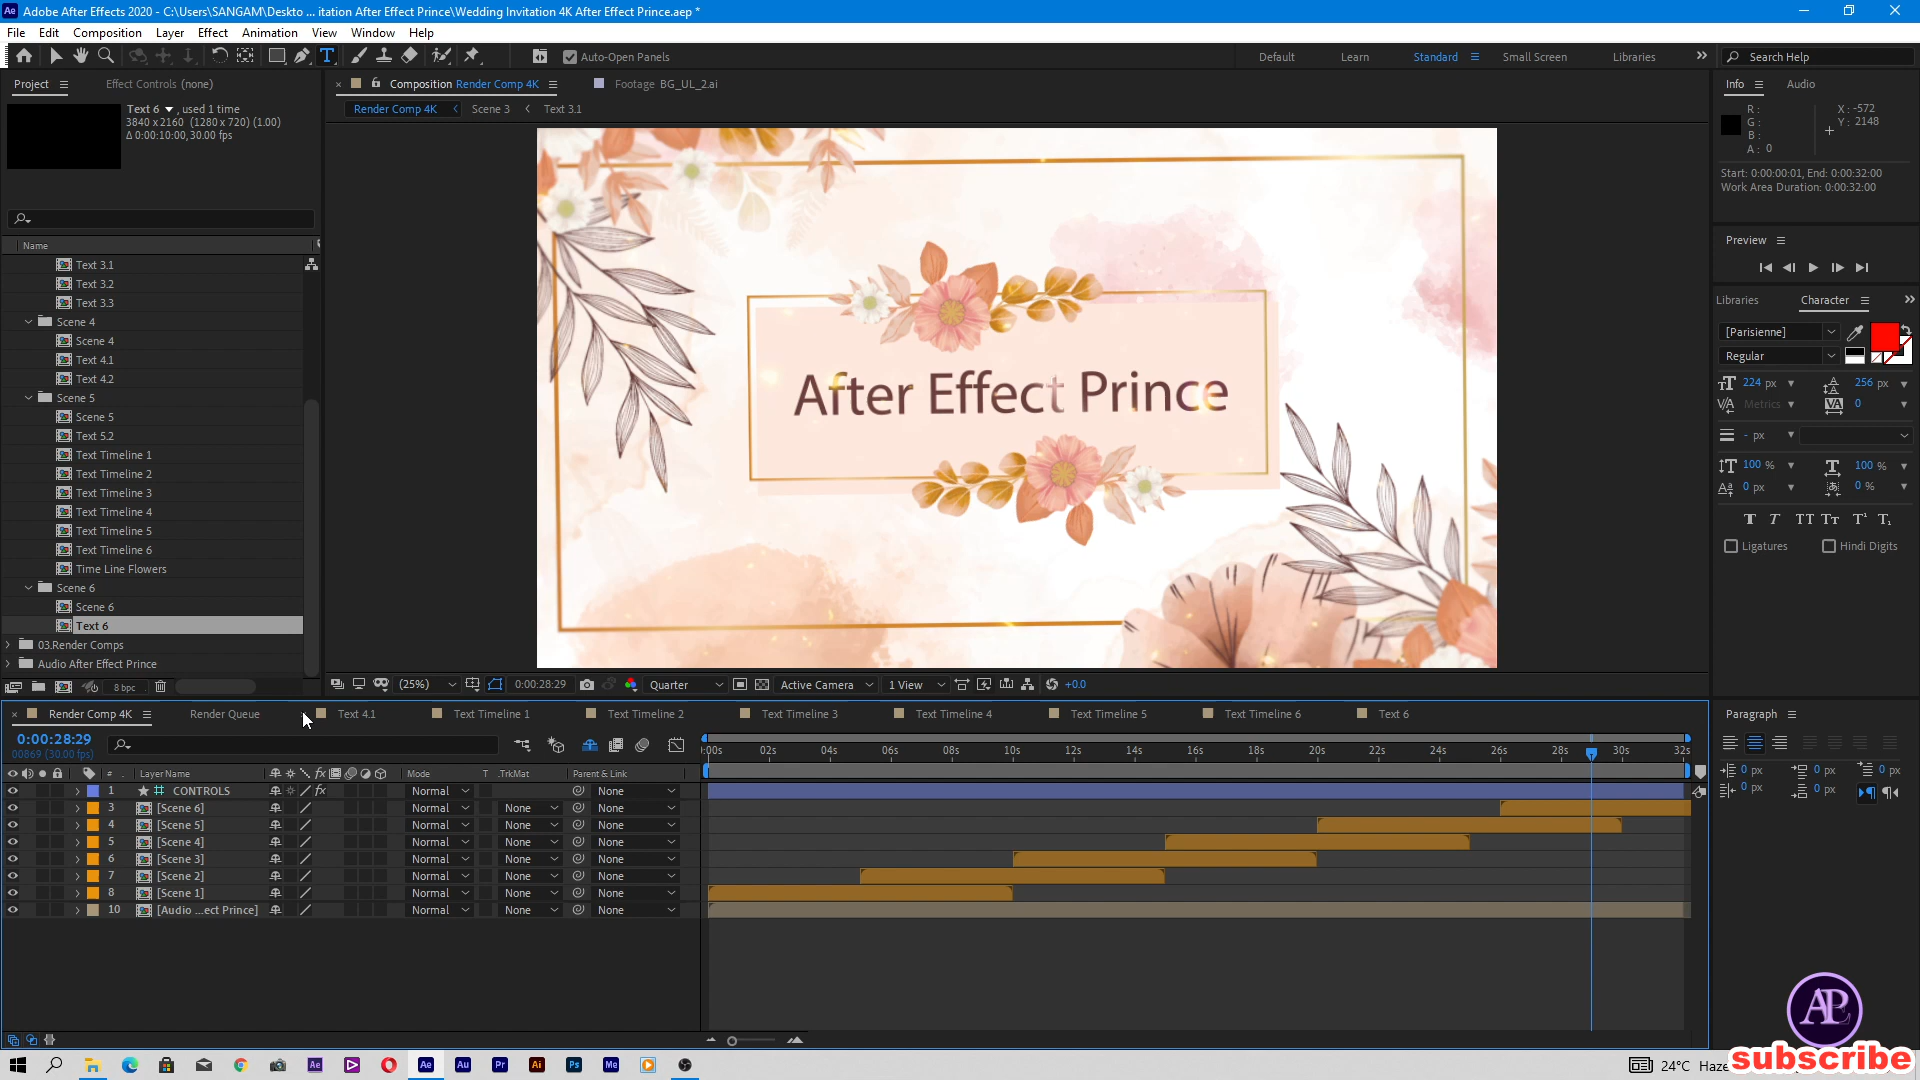 Adobe After Effects 2020 - C:\Users\SANGAM\Deskto ... itation After Effect Prince\Wedding Invitation 4K After Effect Prince.aep *
File Edit Composition Layer Effect Animation View Window Help
Auto-Open Panels Default Learn Standard Small Screen Libraries Search Help
Project Effect Controls (none) Composition Render Comp 4K Footage BG_UL_2.ai Info Audio
Text 6 , used 1 time
3840 x 2160 (1280 x 720) (1.00)
Δ 0:00:10:00, 30.00 fps
Render Comp 4K Scene 3 Text 3.1
R :
G :
B :
A : 0
X : -572
Y : 2148
Start: 0:00:00:01, End: 0:00:32:00
Work Area Duration: 0:00:32:00
Name
Text 3.1
Text 3.2
Text 3.3
Scene 4
Scene 4
Text 4.1
Text 4.2
Scene 5
Scene 5
Text 5.2
Text Timeline 1
Text Timeline 2
Text Timeline 3
Text Timeline 4
Text Timeline 5
Text Timeline 6
Time Line Flowers
Scene 6
Scene 6
Text 6
03.Render Comps
Audio After Effect Prince
8 bpc
After Effect Prince
Preview
Libraries Character
[Parisienne]
Regular
224 px 256 px
Metrics 0
- px
100 % 100 %
0 px 0 %
Ligatures Hindi Digits
(25%) 0:00:28:29 Quarter Active Camera 1 View +0.0
Render Comp 4K Render Queue Text 4.1 Text Timeline 1 Text Timeline 2 Text Timeline 3 Text Timeline 4 Text Timeline 5 Text Timeline 6 Text 6
0:00:28:29
00869 (30.00 fps)
:00s 02s 04s 06s 08s 10s 12s 14s 16s 18s 20s 22s 24s 26s 28s 30s 32s
# Layer Name Mode T .TrkMat Parent & Link
1 CONTROLS Normal None
3 [Scene 6] Normal None None
4 [Scene 5] Normal None None
5 [Scene 4] Normal None None
6 [Scene 3] Normal None None
7 [Scene 2] Normal None None
8 [Scene 1] Normal None None
10 [Audio ...ect Prince] Normal None None
Paragraph
0 px 0 px 0 px
0 px 0 px
AP
subscribe
24°C Haze